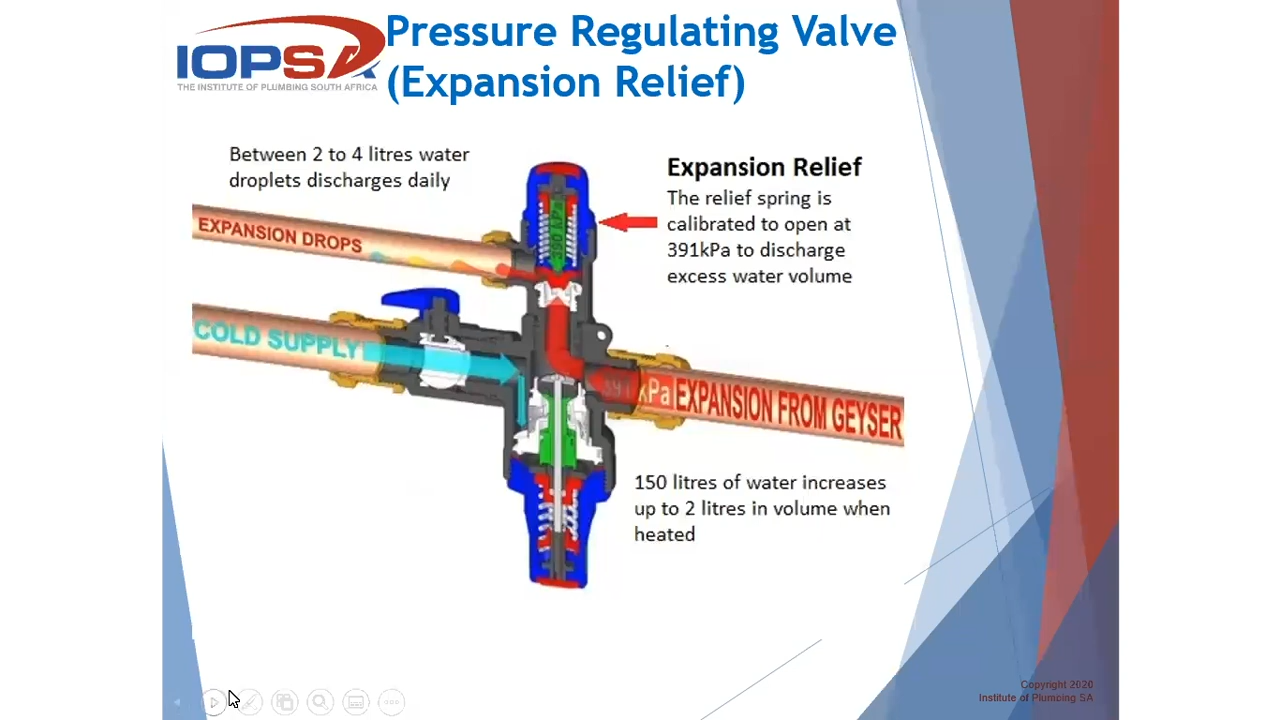 IOPSA
THE INSTITUTE OF PLUMBING SOUTH AFRICA
Pressure Regulating Valve
(Expansion Relief)
Between 2 to 4 litres water
droplets discharges daily
Expansion Relief
The relief spring is
calibrated to open at
391kPa to discharge
excess water volume
390 kPa
EXPANSION DROPS
COLD SUPPLY
391 kPa EXPANSION FROM GEYSER
150 litres of water increases
up to 2 litres in volume when
heated
Copyright 2020
Institute of Plumbing SA